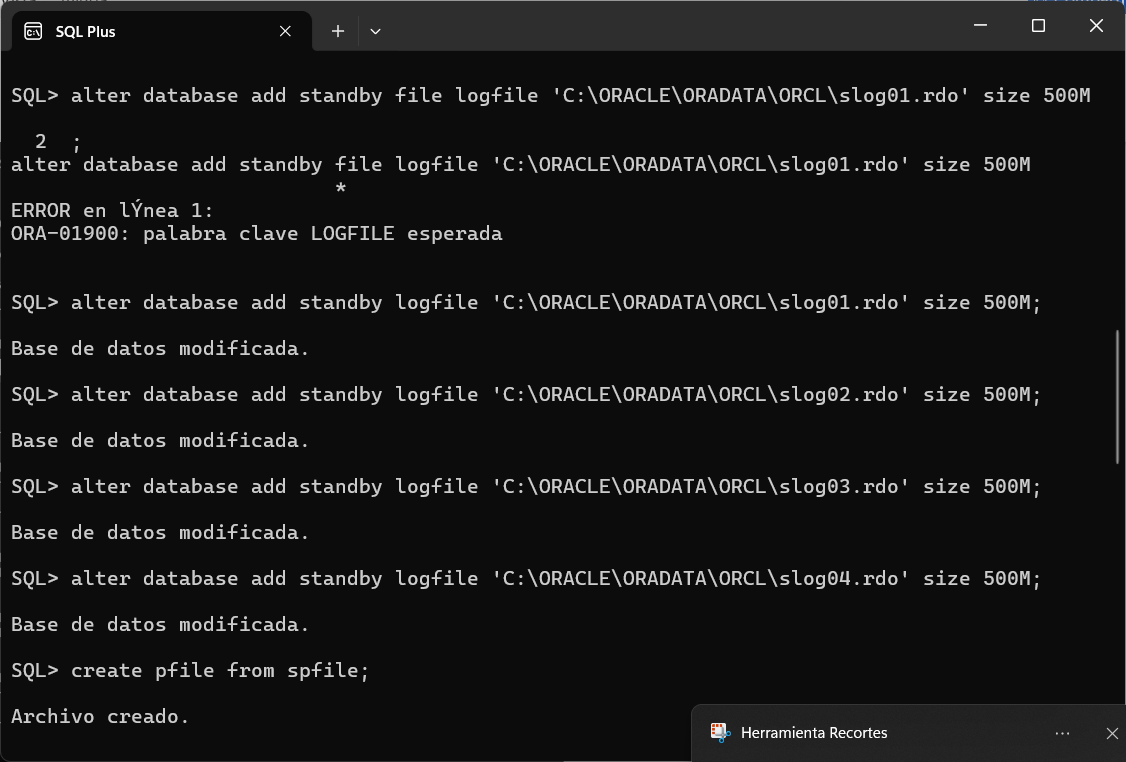 SQL Plus
SQL> alter database add standby file logfile 'C:\ORACLE\ORADATA\ORCL\slog01.rdo' size 500M
2 ;
alter database add standby file logfile 'C:\ORACLE\ORADATA\ORCL\slog01.rdo' size 500M
*
ERROR en lÝnea 1:
ORA-01900: palabra clave LOGFILE esperada
SQL> alter database add standby logfile 'C:\ORACLE\ORADATA\ORCL\slog01.rdo' size 500M;
Base de datos modificada.
SQL> alter database add standby logfile 'C:\ORACLE\ORADATA\ORCL\slog02.rdo' size 500M;
Base de datos modificada.
SQL> alter database add standby logfile 'C:\ORACLE\ORADATA\ORCL\slog03.rdo' size 500M;
Base de datos modificada.
SQL> alter database add standby logfile 'C:\ORACLE\ORADATA\ORCL\slog04.rdo' size 500M;
Base de datos modificada.
SQL> create pfile from spfile;
Archivo creado.
Herramienta Recortes